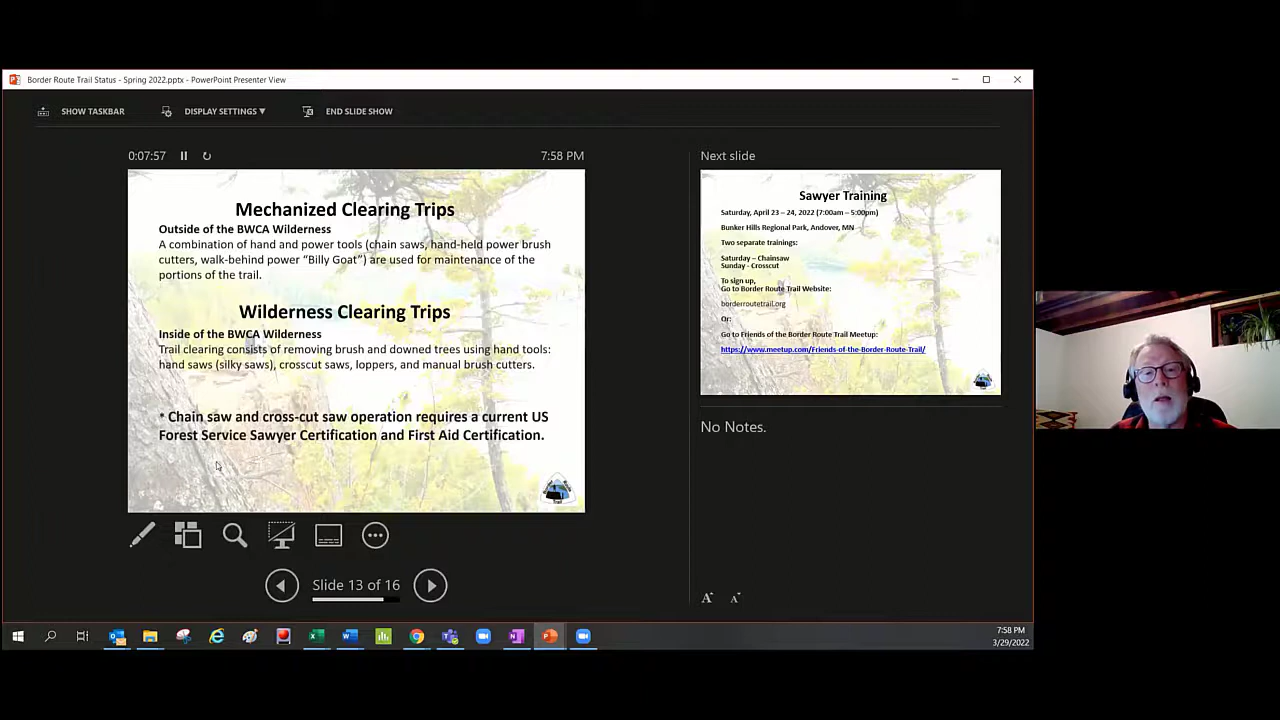 Border Route Trail Status - Spring 2022.pptx - PowerPoint Presenter View
SHOW TASKBAR
DISPLAY SETTINGS ▼
END SLIDE SHOW
0:07:57
7:58 PM
Mechanized Clearing Trips
Outside of the BWCA Wilderness
A combination of hand and power tools (chain saws, hand-held power brush
cutters, walk-behind power “Billy Goat”) are used for maintenance of the
portions of the trail.
Wilderness Clearing Trips
Inside of the BWCA Wilderness
Trail clearing consists of removing brush and downed trees using hand tools:
hand saws (silky saws), crosscut saws, loppers, and manual brush cutters.
* Chain saw and cross-cut saw operation requires a current US
Forest Service Sawyer Certification and First Aid Certification.
Trail
Slide 13 of 16
Next slide
Sawyer Training
Saturday, April 23 – 24, 2022 (7:00am – 5:00pm)
Bunker Hills Regional Park, Andover, MN
Two separate trainings:
Saturday – Chainsaw
Sunday - Crosscut
To sign up,
Go to Border Route Trail Website:
borderroutetrail.org
Or:
Go to Friends of the Border Route Trail Meetup:
https://www.meetup.com/Friends-of-the-Border-Route-Trail/
No Notes.
A A
7:58 PM
3/29/2022